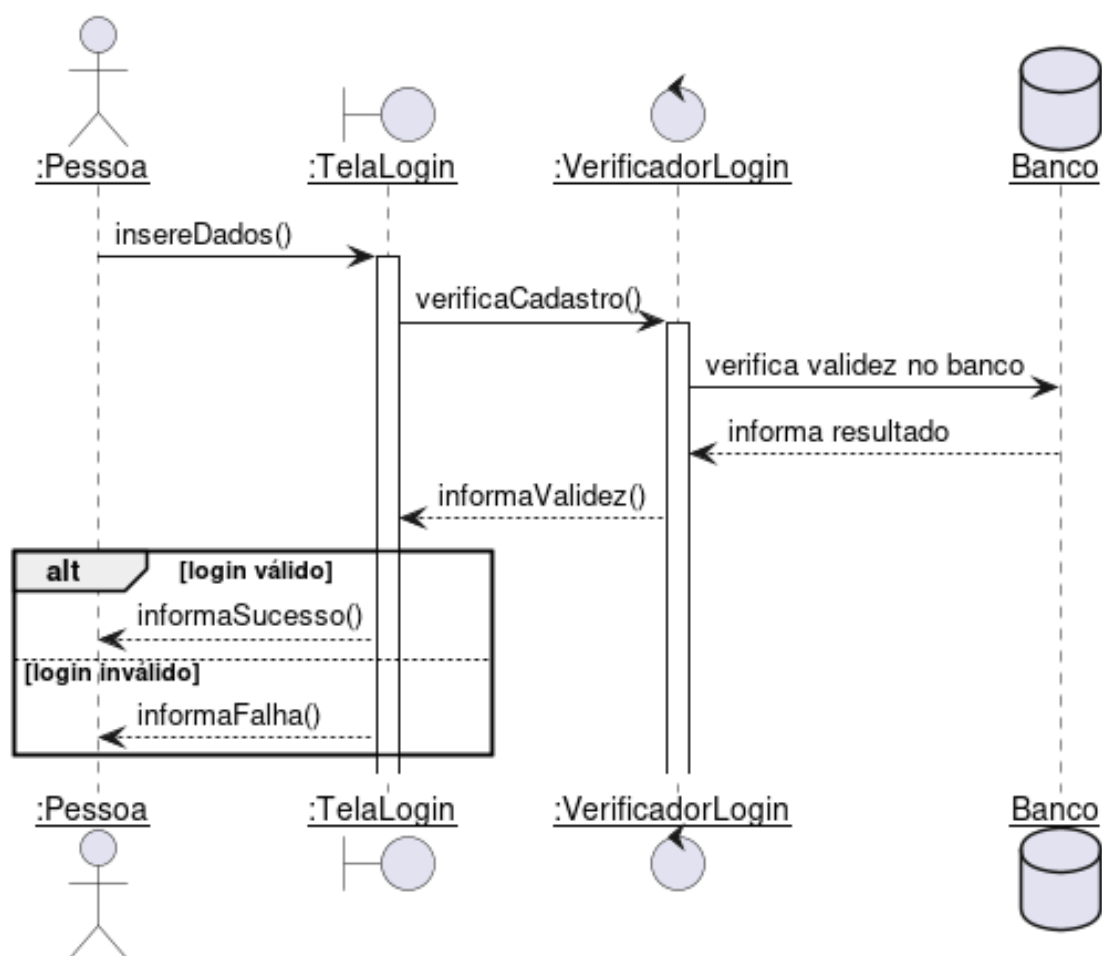 :Pessoa
:TelaLogin
:VerificadorLogin
Banco
insereDados()
verificaCadastro()
verifica validez no banco
informa resultado
informaValidez()
alt
[login válido]
informaSucesso()
[login inválido]
informaFalha()
:Pessoa
:TelaLogin
:VerificadorLogin
Banco